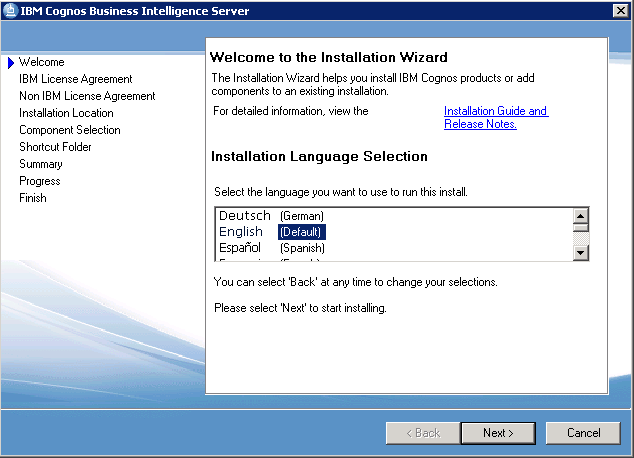 IBM Cognos Business Intelligence Server
Welcome
IBM License Agreement
Non IBM License Agreement
Installation Location
Component Selection
Shortcut Folder
Summary
Progress
Finish
Welcome to the Installation Wizard
The Installation Wizard helps you install IBM Cognos products or add
components to an existing installation.
For detailed information, view the
Installation Guide and
Release Notes.
Installation Language Selection
Select the language you want to use to run this install.
Deutsch (German)
English (Default)
Español (Spanish)
You can select 'Back' at any time to change your selections.
Please select 'Next' to start installing.
< Back
Next >
Cancel